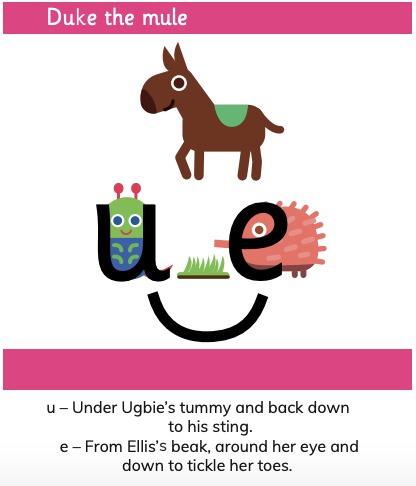 Duke the mule
u e
u – Under Ugbie's tummy and back down
to his sting.
e – From Ellis's beak, around her eye and
down to tickle her toes.